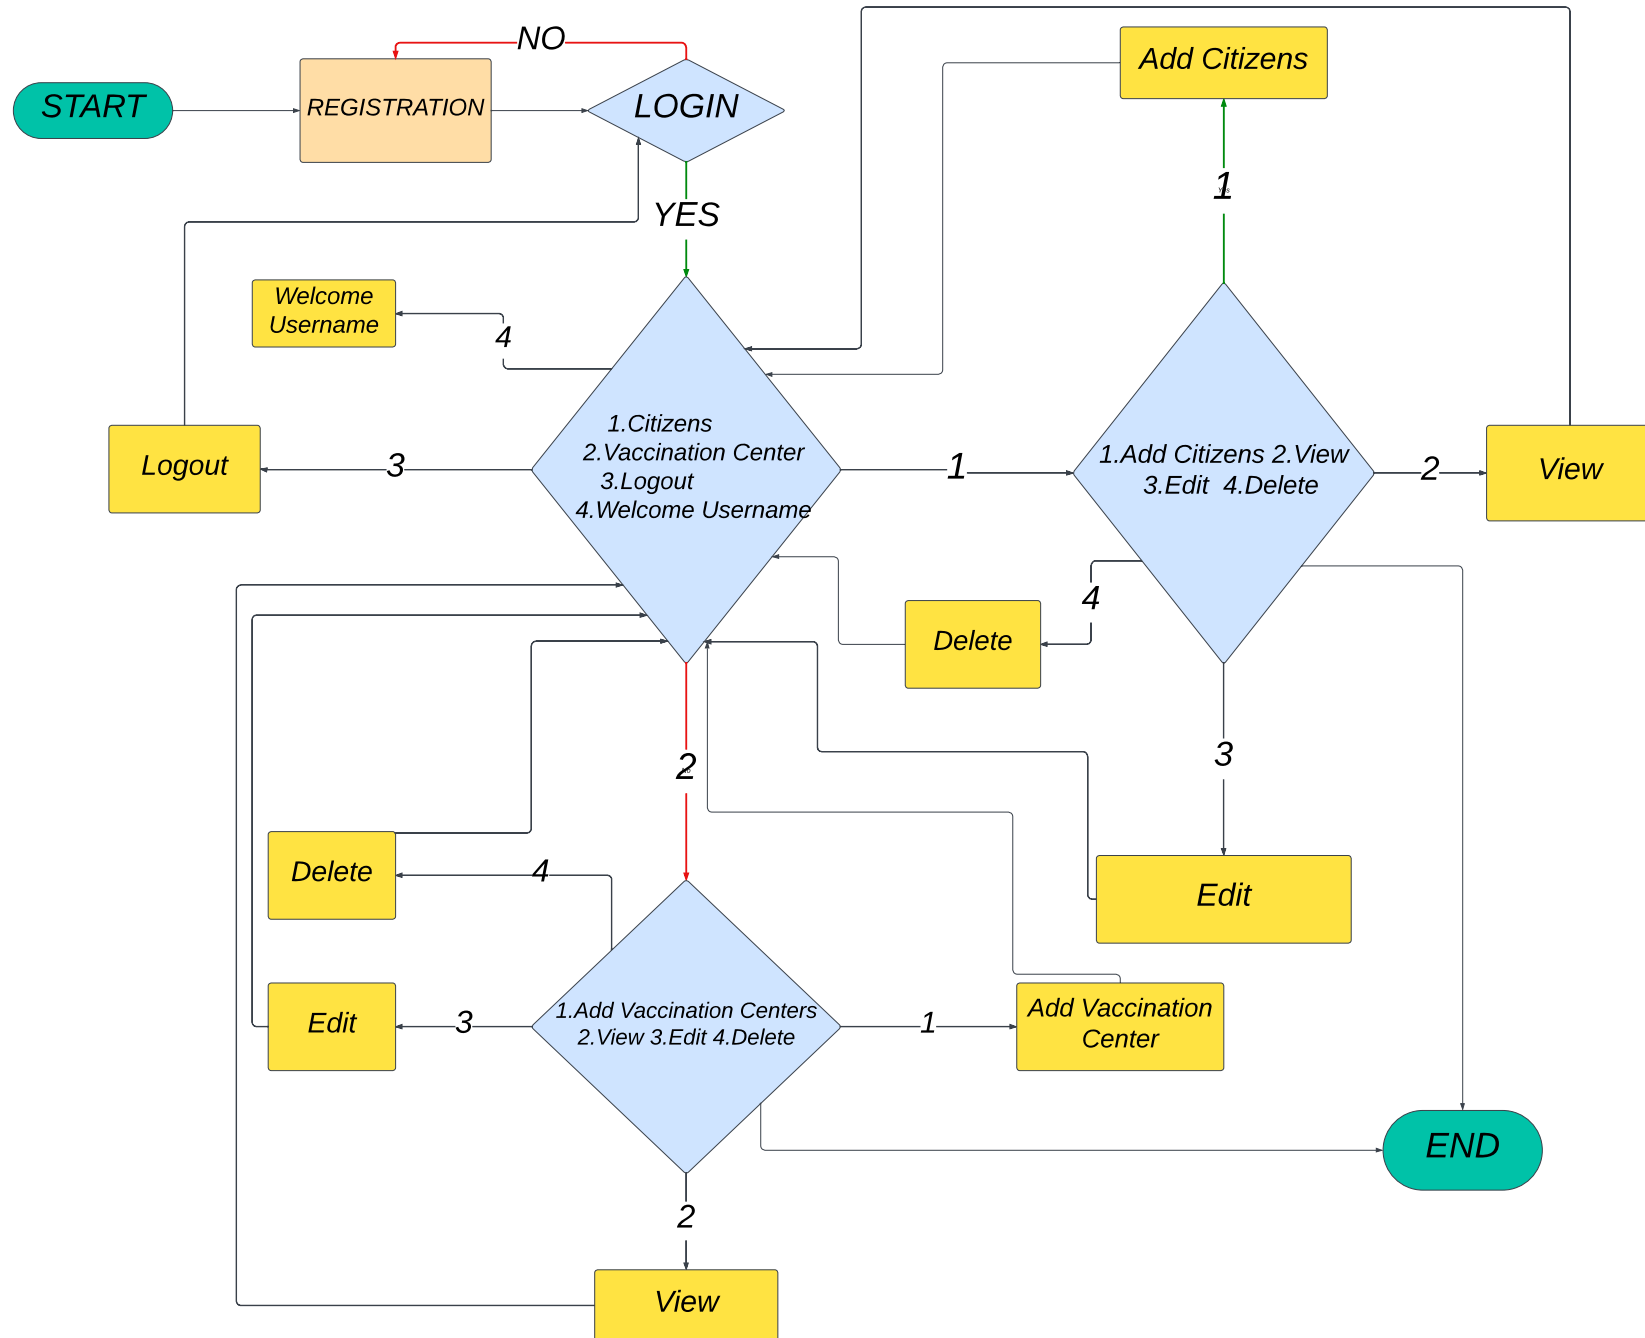 NO
START
REGISTRATION
LOGIN
Add Citizens
YES
1
Welcome
Username
4
1.Citizens
2.Vaccination Center
3.Logout
4.Welcome Username
Logout
3
1
1.Add Citizens 2.View
3.Edit 4.Delete
2
View
4
Delete
2
3
Delete
4
Edit
Edit
3
1.Add Vaccination Centers
2.View 3.Edit 4.Delete
1
Add Vaccination
Center
END
2
View